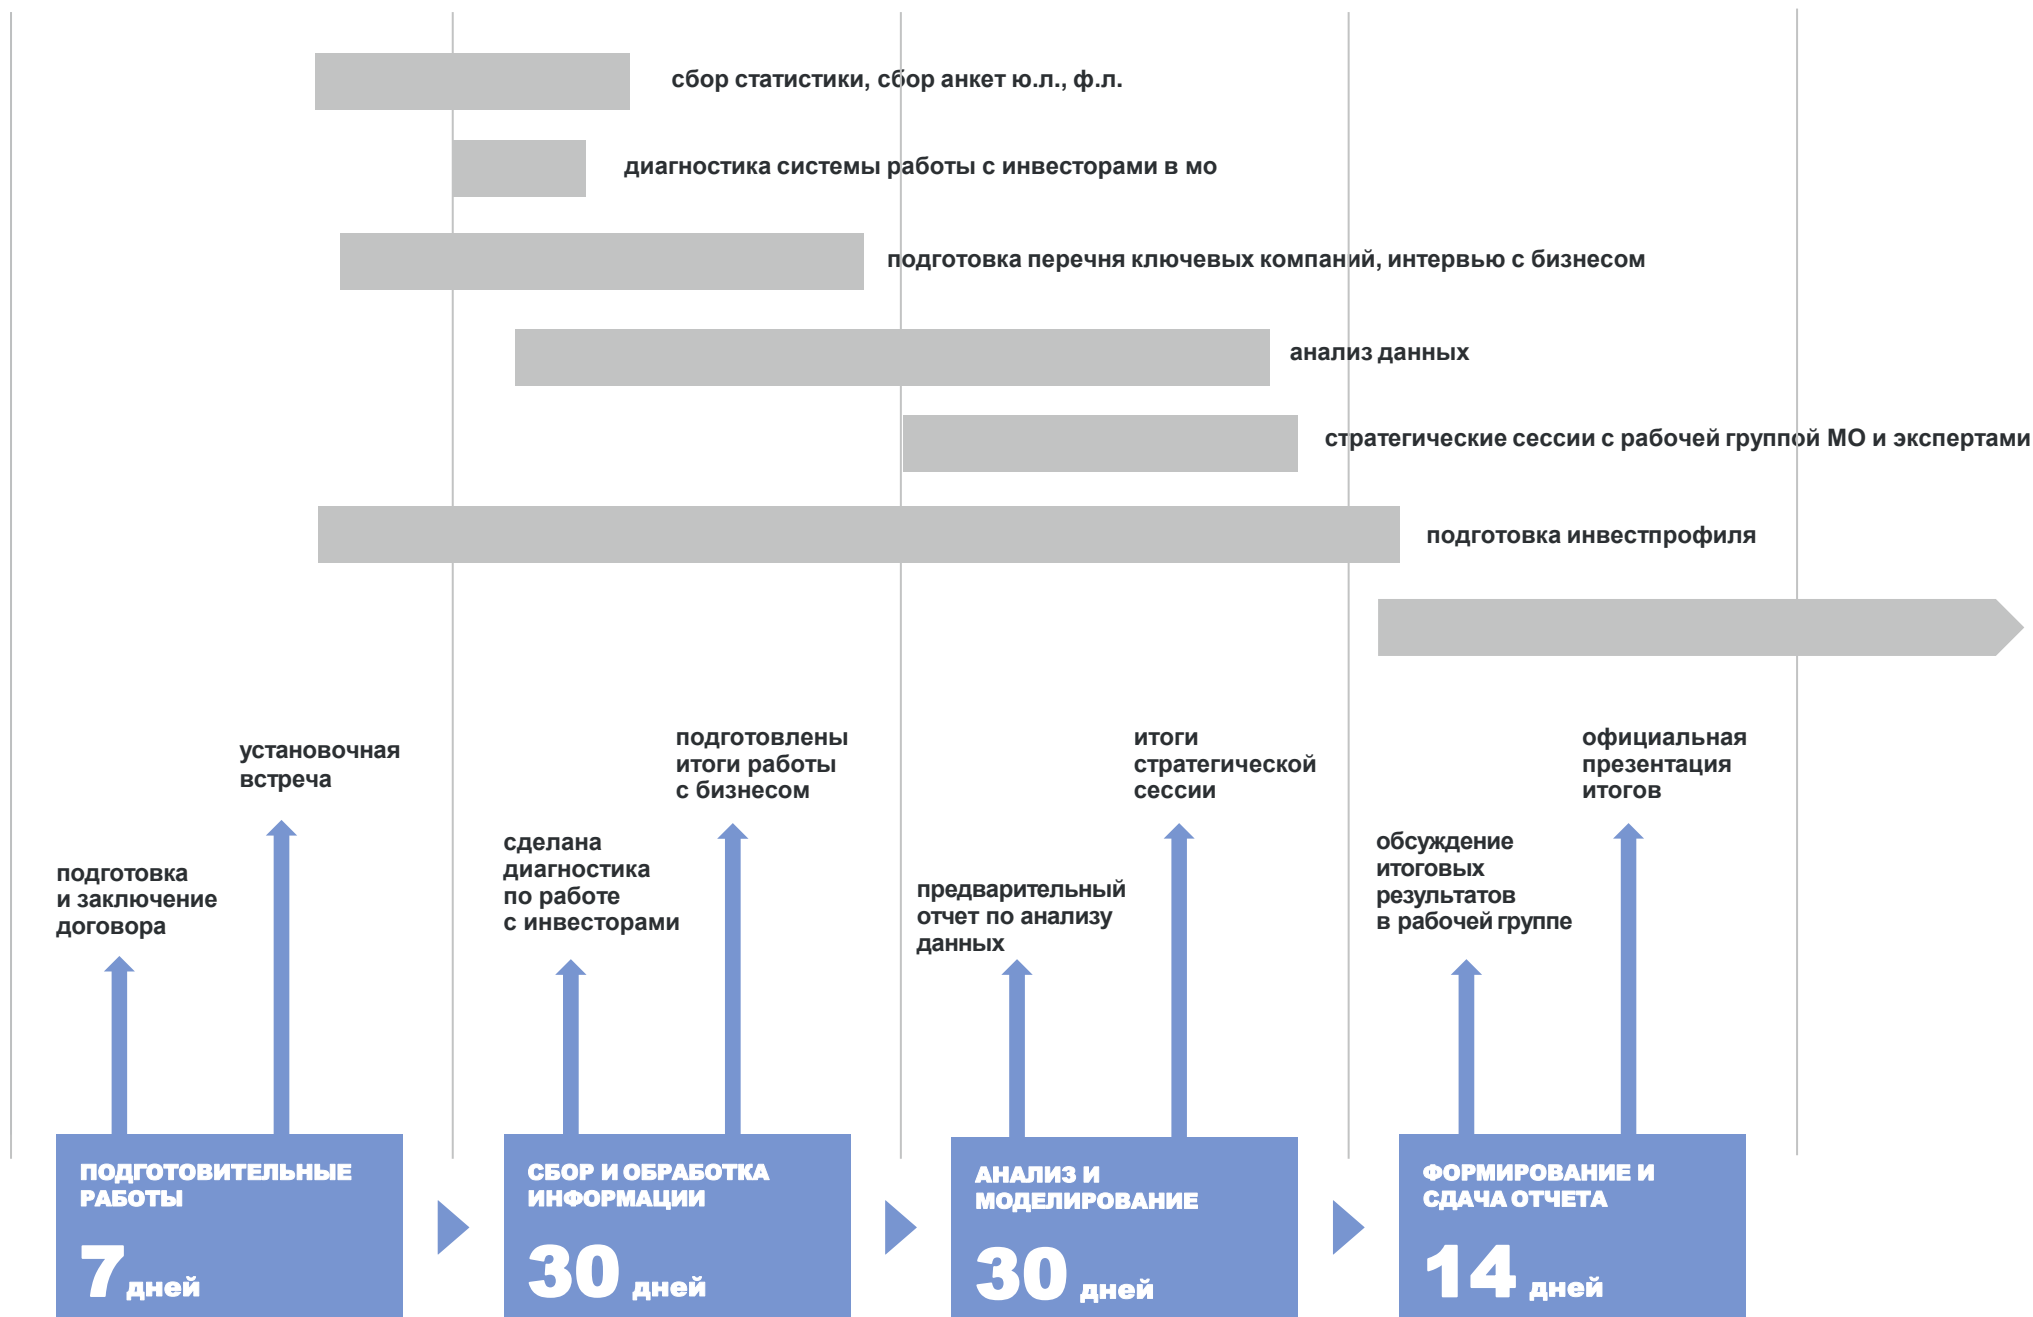 сбор статистики, сбор анкет ю.л., ф.л.
диагностика системы работы с инвесторами в мо
подготовка перечня ключевых компаний, интервью с бизнесом
анализ данных
стратегические сессии с рабочей группой МО и экспертами
подготовка инвестпрофиля
подготовка
и заключение
договора
установочная
встреча
сделана
диагностика
по работе
с инвесторами
подготовлены
итоги работы
с бизнесом
предварительный
отчет по анализу
данных
итоги
стратегической
сессии
обсуждение
итоговых
результатов
в рабочей группе
официальная
презентация
итогов
ПОДГОТОВИТЕЛЬНЫЕ
РАБОТЫ
7 дней
СБОР И ОБРАБОТКА
ИНФОРМАЦИИ
30 дней
АНАЛИЗ И
МОДЕЛИРОВАНИЕ
30 дней
ФОРМИРОВАНИЕ И
СДАЧА ОТЧЕТА
14 дней